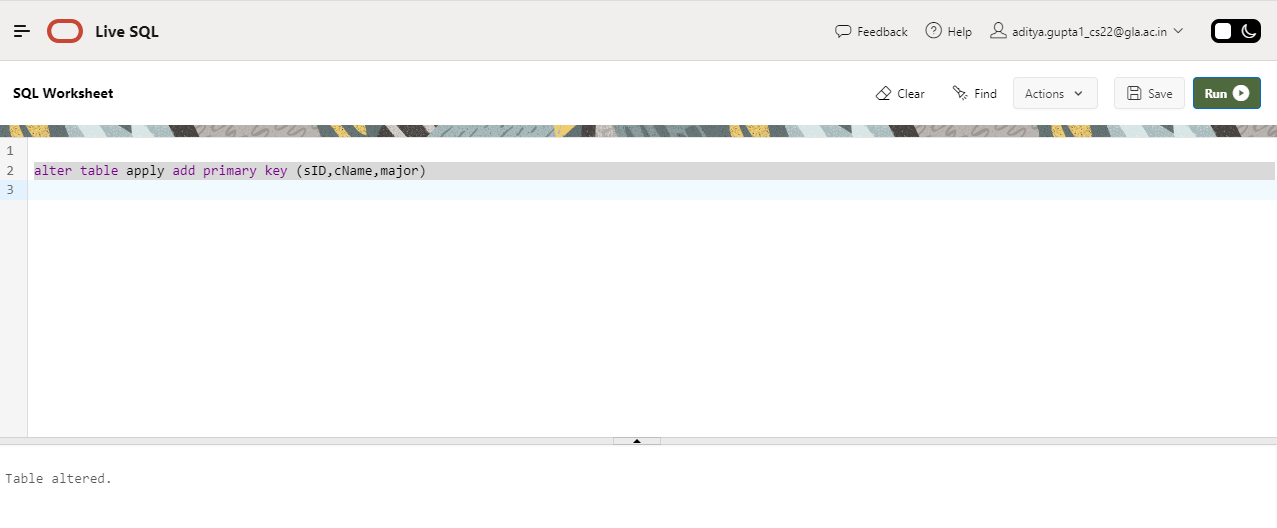 Live SQL
Feedback
Help
aditya.gupta1_cs22@gla.ac.in
SQL Worksheet
Clear
Find
Actions
Save
Run
1
2 alter table apply add primary key (sID,cName,major)
3
Table altered.